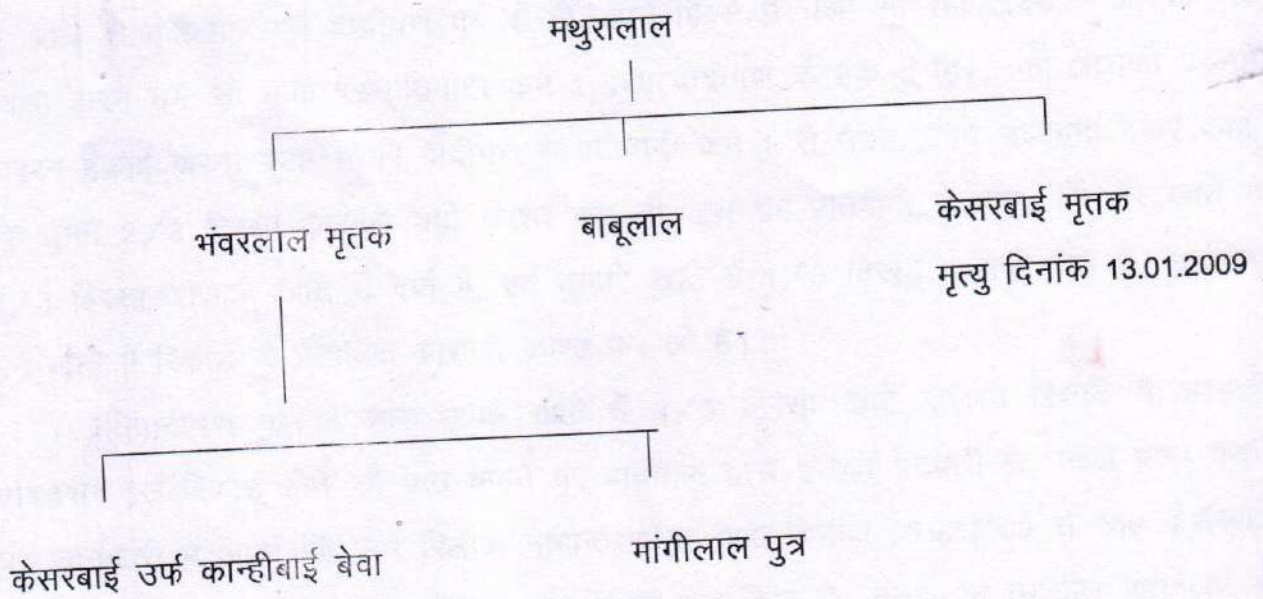 मथुरालाल
भंवरलाल मृतक
बाबूलाल
केसरबाई मृतक
मृत्यु दिनांक 13.01.2009
केसरबाई उर्फ कान्हीबाई बेवा
मांगीलाल पुत्र